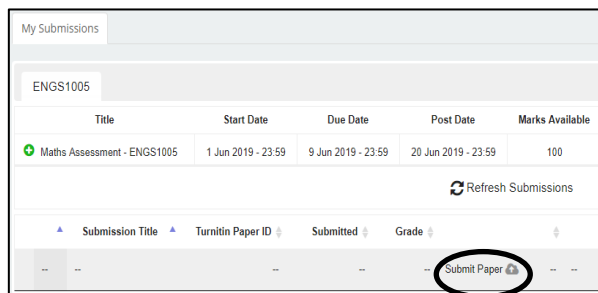 My Submissions
ENGS1005
Title Start Date Due Date Post Date Marks Available
Maths Assessment - ENGS1005 1 Jun 2019 - 23:59 9 Jun 2019 - 23:59 20 Jun 2019 - 23:59 100
Refresh Submissions
Submission Title Turnitin Paper ID Submitted Grade
-- -- -- -- -- Submit Paper -- --